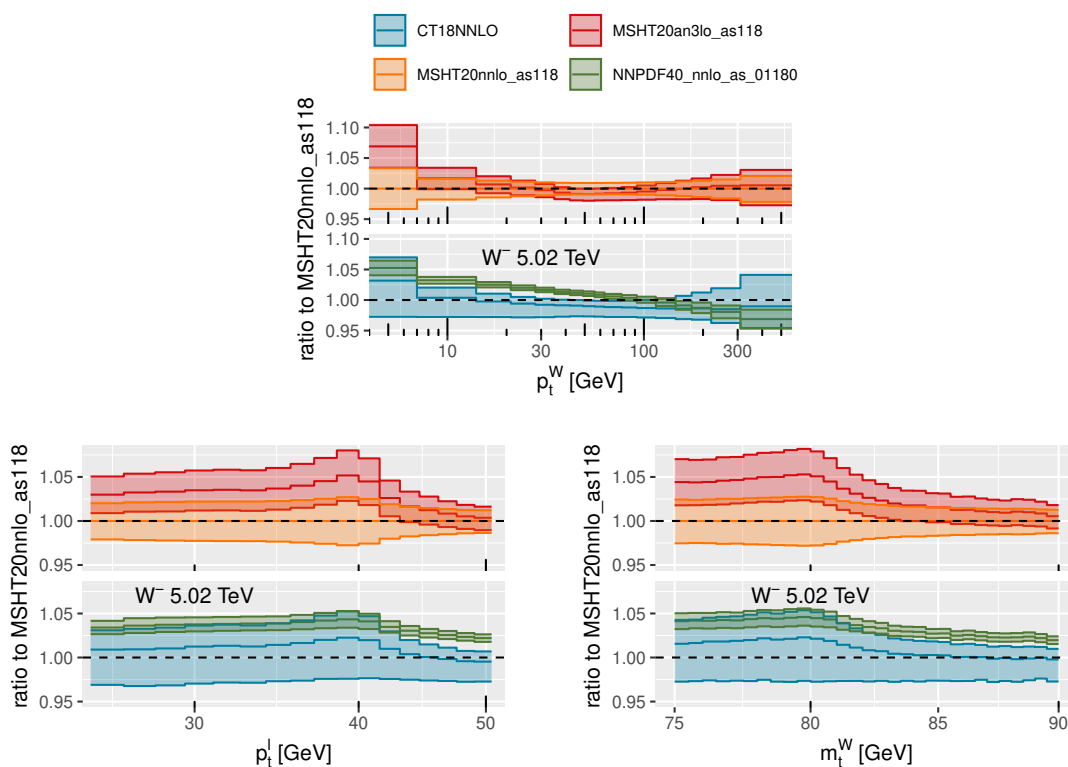 CT18NNLO
MSHT20an3lo_as118
MSHT20nnlo_as118
NNPDF40_nnlo_as_01180
ratio to MSHT20nnlo_as118
1.10
1.05
1.00
0.95
1.10
1.05
1.00
0.95
W⁻ 5.02 TeV
10
30
100
300
p_t^W [GeV]
ratio to MSHT20nnlo_as118
1.05
1.00
0.95
1.05
1.00
0.95
W⁻ 5.02 TeV
30
40
50
p_t^l [GeV]
ratio to MSHT20nnlo_as118
1.05
1.00
0.95
1.05
1.00
0.95
W⁻ 5.02 TeV
75
80
85
90
m_t^W [GeV]